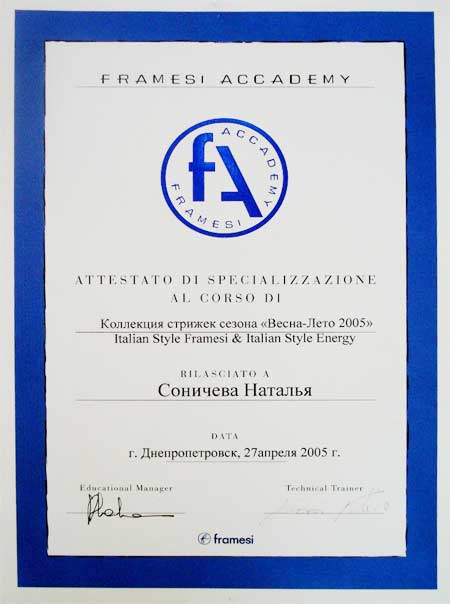 FRAMESI ACCADEMY
fA
ACCADEMY
FRAMESI
ATTESTATO DI SPECIALIZZAZIONE
AL CORSO DI
Коллекция стрижек сезона «Весна-Лето 2005»
Italian Style Framesi & Italian Style Energy
RILASCIATO A
Соничева Наталья
DATA
г. Днепропетровск, 27апреля 2005 г.
Educational Manager
Technical Trainer
framesi